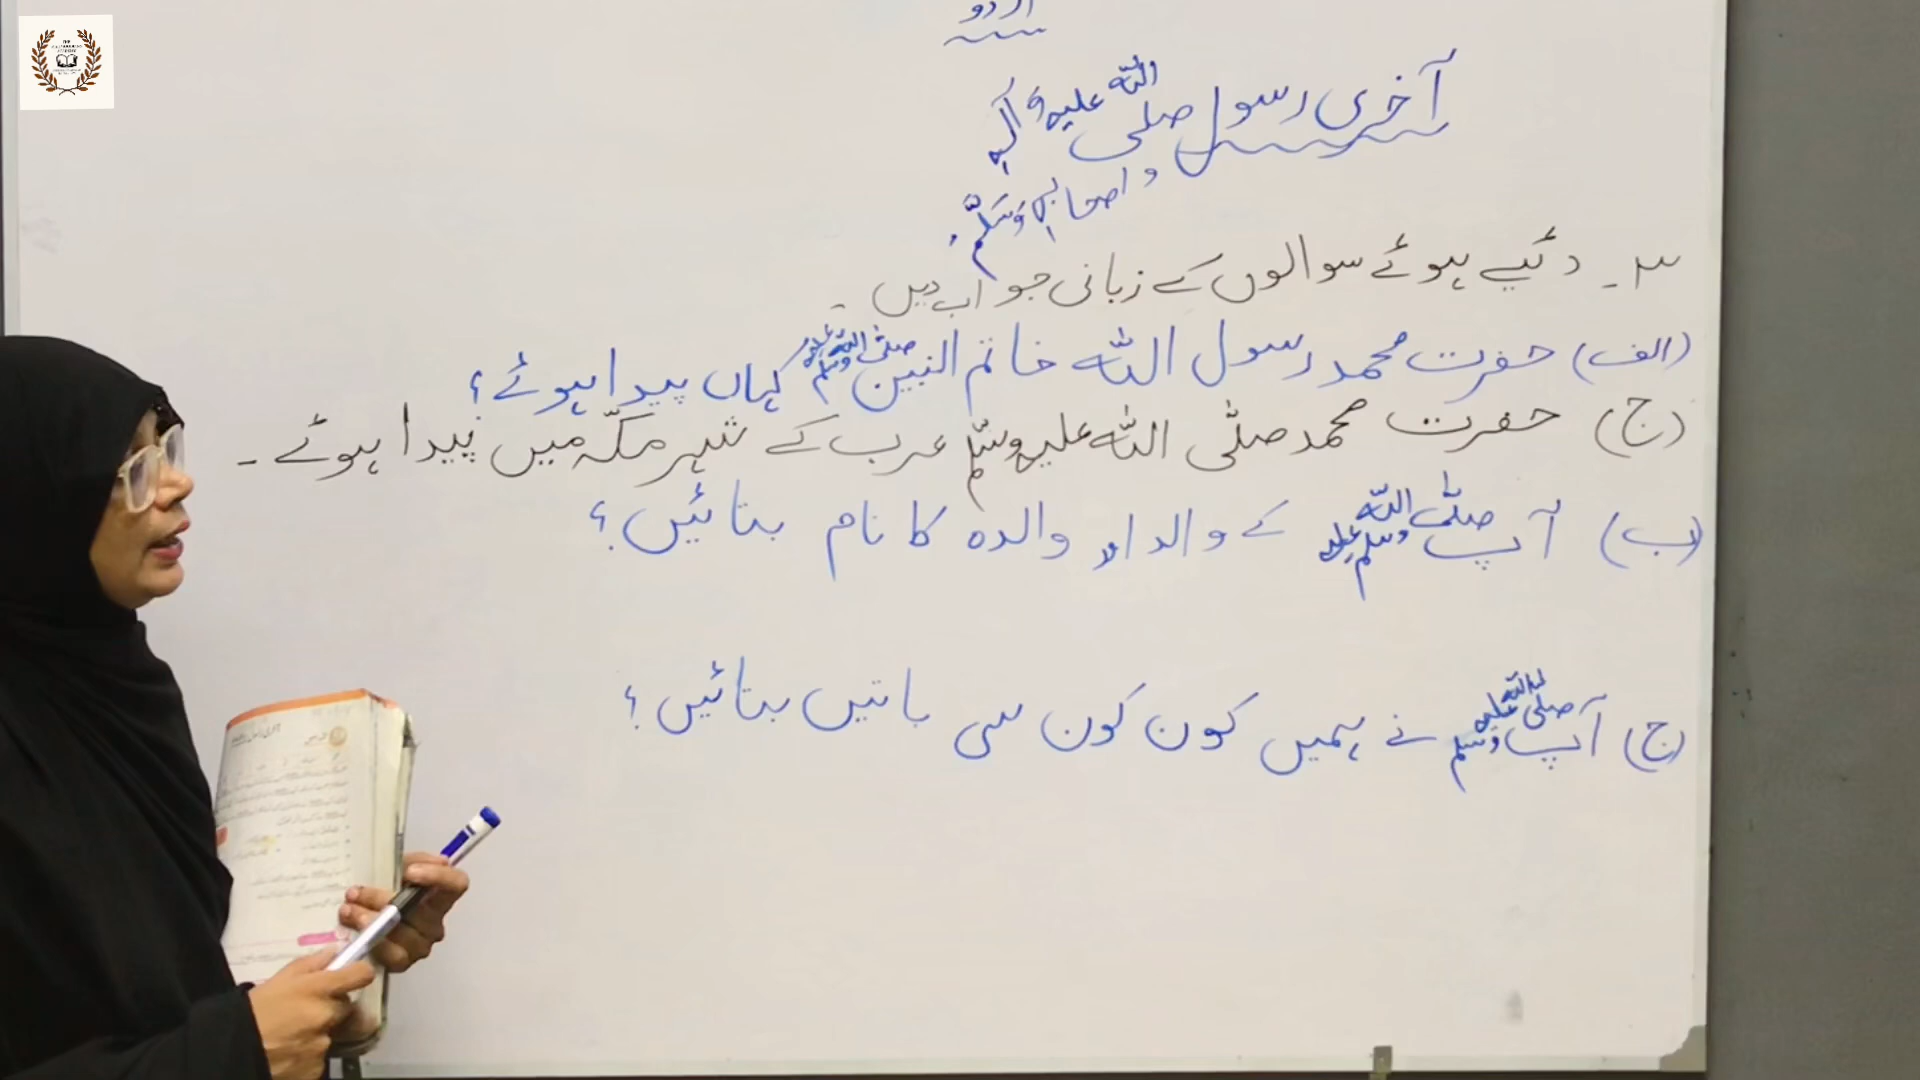 اردو
آخری رسول صلی اللہ علیہ وَآلہٖ
و اصحابہٖ وَسَلَّم
۳۔ دئیے ہوئے سوالوں کے زبانی جواب دیں۔
(الف) حضرت محمد رسول اللہ خاتم النبین صلی اللہ علیہ وسلم کہاں پیدا ہوئے؟
(ج) حضرت محمد صلی اللہ علیہ وسلم عرب کے شہر مکّہ میں پیدا ہوئے۔
(ب) آپ صلی اللہ علیہ وسلم کے والد اور والدہ کا نام بتائیں؟
(ج) آپ صلی اللہ علیہ وسلم نے ہمیں کون کون سی باتیں بتائیں؟